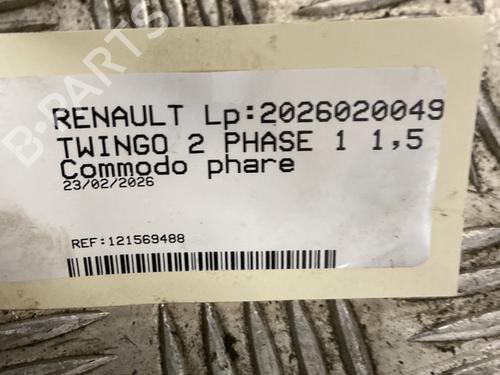 B-PARTS
RENAULT Lp:2026020049
TWINGO 2 PHASE 1 1,5
Commodo phare
23/02/2026
REF:121569488